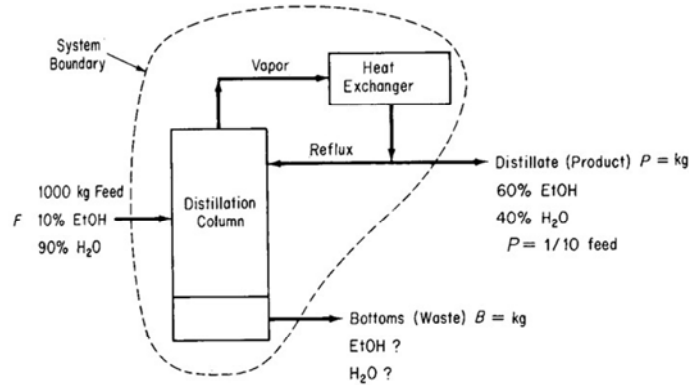 System
Boundary
Vapor
Heat
Exchanger
Reflux
Distillate (Product) P = kg
60% EtOH
40% H₂O
P = 1/10 feed
1000 kg Feed
F 10% EtOH
90% H₂O
Distillation
Column
Bottoms (Waste) B = kg
EtOH ?
H₂O ?